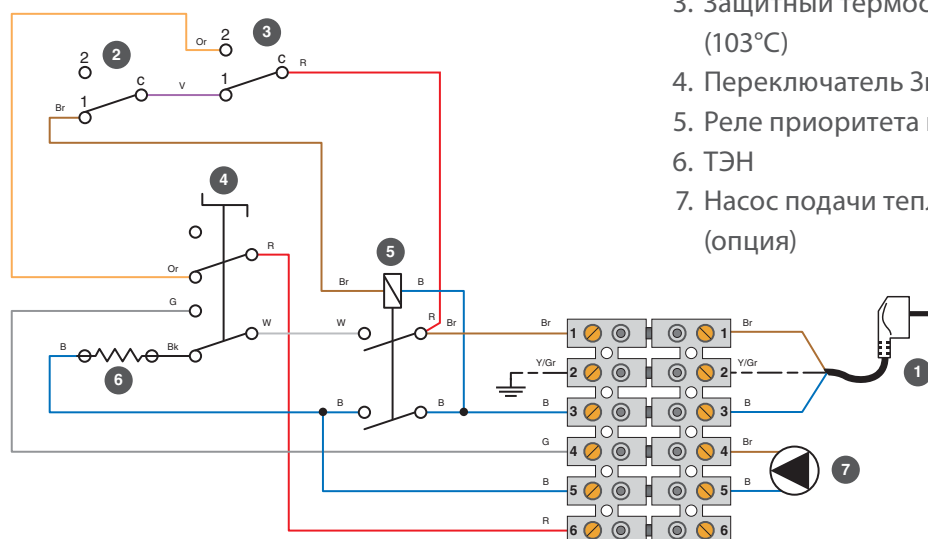 3. Защитный термос
(103°C)
4. Переключатель
5. Реле приоритета
6. ТЭН
7. Насос подачи тепл
(опция)
2
Or
2
3
2
C
R
C
V
1
1
Br
4
R
Or
5
Br
B
G
R
W
W
Br
Br
1
1
Br
B
Bk
Y/Gr
2
2
Y/Gr
1
6
B
B
B
3
3
B
G
4
4
Br
7
B
5
5
B
R
6
6